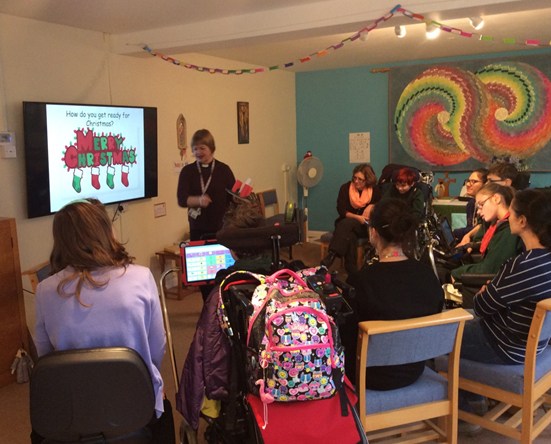 How do you get ready for
Christmas?
MERRY
CHRISTMAS